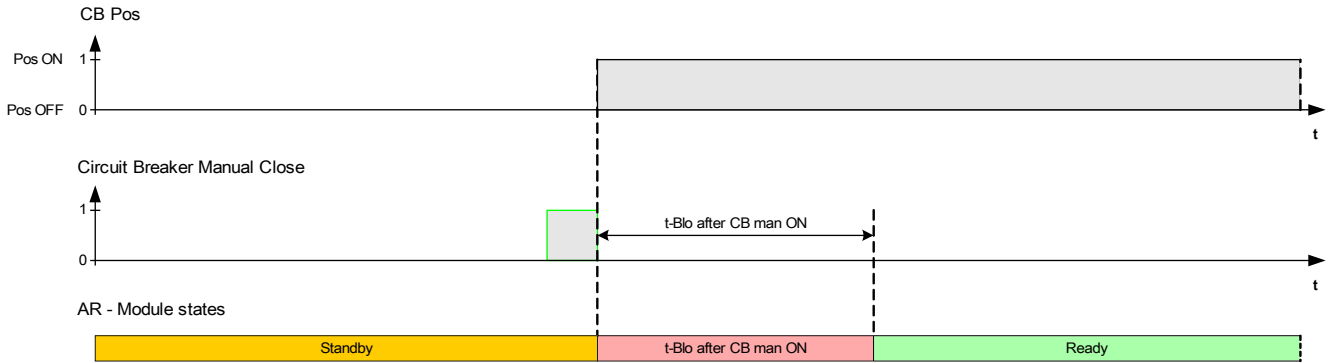 CB Pos
Pos ON 1
Pos OFF 0
t
Circuit Breaker Manual Close
1
t-Blo after CB man ON
0
t
AR - Module states
Standby t-Blo after CB man ON Ready